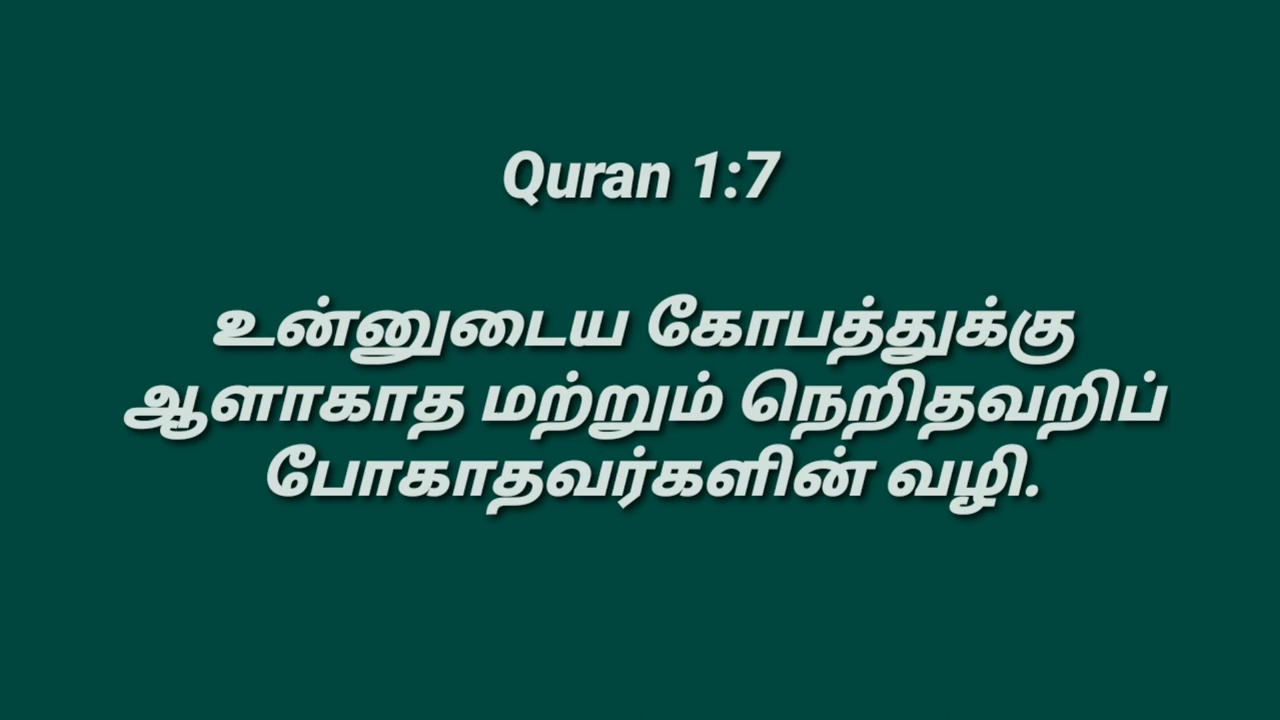 Quran 1:7
உன்னுடைய கோபத்துக்கு
ஆளாகாத மற்றும் நெறிதவறிப்
போகாதவர்களின் வழி.